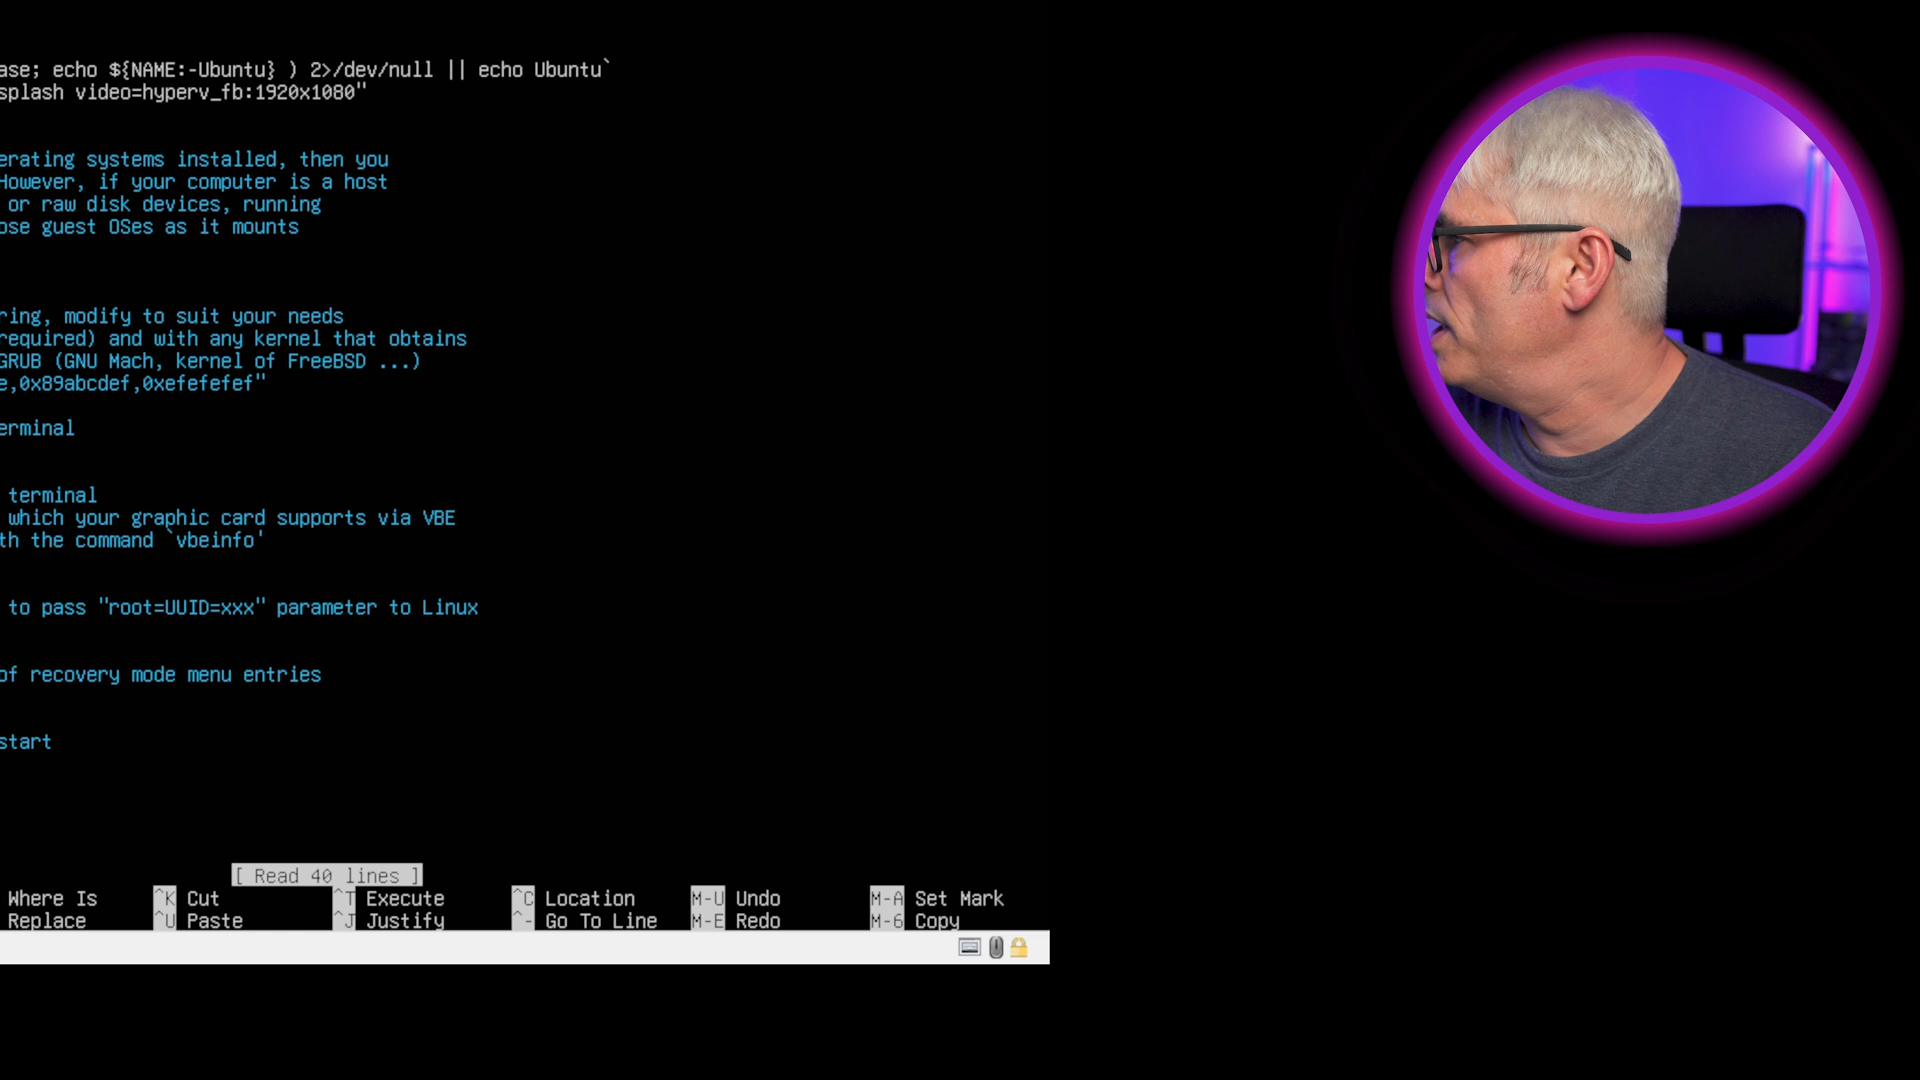 ase; echo ${NAME:-Ubuntu} ) 2>/dev/null || echo Ubuntu`
splash video=hyperv_fb:1920x1080"
erating systems installed, then you
However, if your computer is a host
or raw disk devices, running
ose guest OSes as it mounts
ring, modify to suit your needs
required) and with any kernel that obtains
GRUB (GNU Mach, kernel of FreeBSD ...)
e,0x89abcdef,0xefefefef"
erminal
terminal
which your graphic card supports via VBE
th the command `vbeinfo'
to pass "root=UUID=xxx" parameter to Linux
of recovery mode menu entries
start
[ Read 40 lines ]
Where Is ^K Cut ^T Execute ^C Location M-U Undo M-A Set Mark
Replace ^U Paste ^J Justify ^- Go To Line M-E Redo M-6 Copy